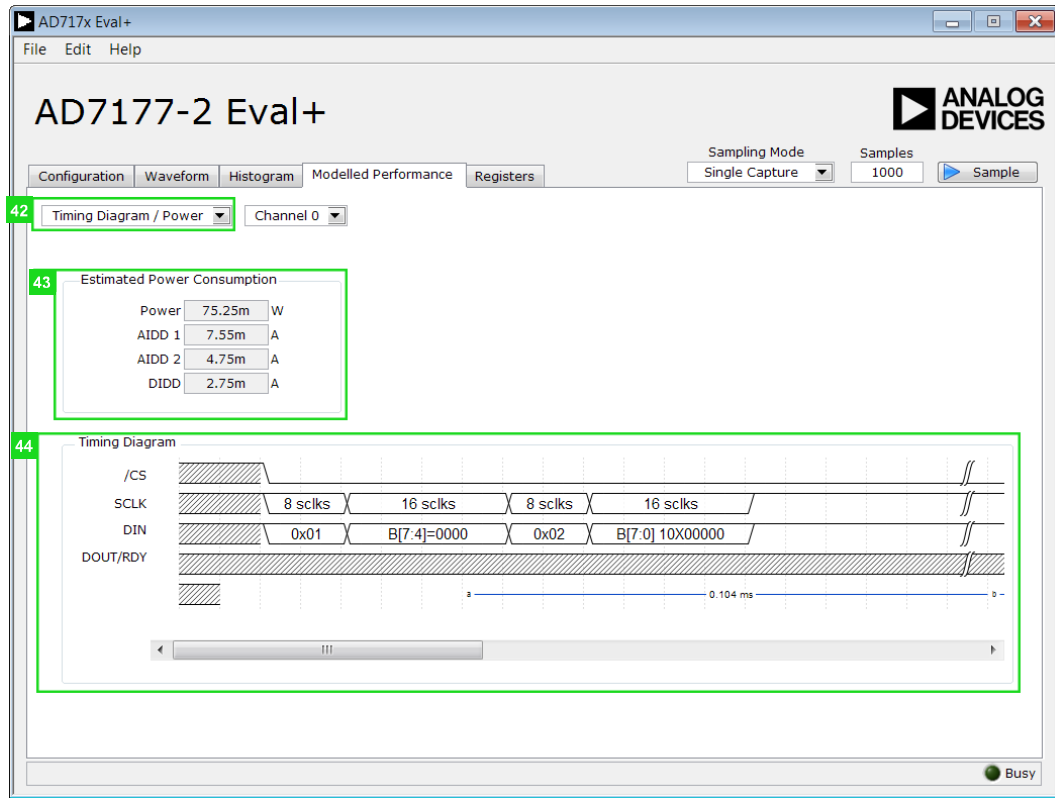 AD717x Eval+
File Edit Help
AD7177-2 Eval+
ANALOG
DEVICES
Sampling Mode Samples
Configuration Waveform Histogram Modelled Performance Registers Single Capture 1000 Sample
42 Timing Diagram / Power Channel 0
43 Estimated Power Consumption
Power 75.25m W
AIDD 1 7.55m A
AIDD 2 4.75m A
DIDD 2.75m A
44 Timing Diagram
/CS
SCLK 8 sclks 16 sclks 8 sclks 16 sclks
DIN 0x01 B[7:4]=0000 0x02 B[7:0] 10X00000
DOUT/RDY
a 0.104 ms b
Busy